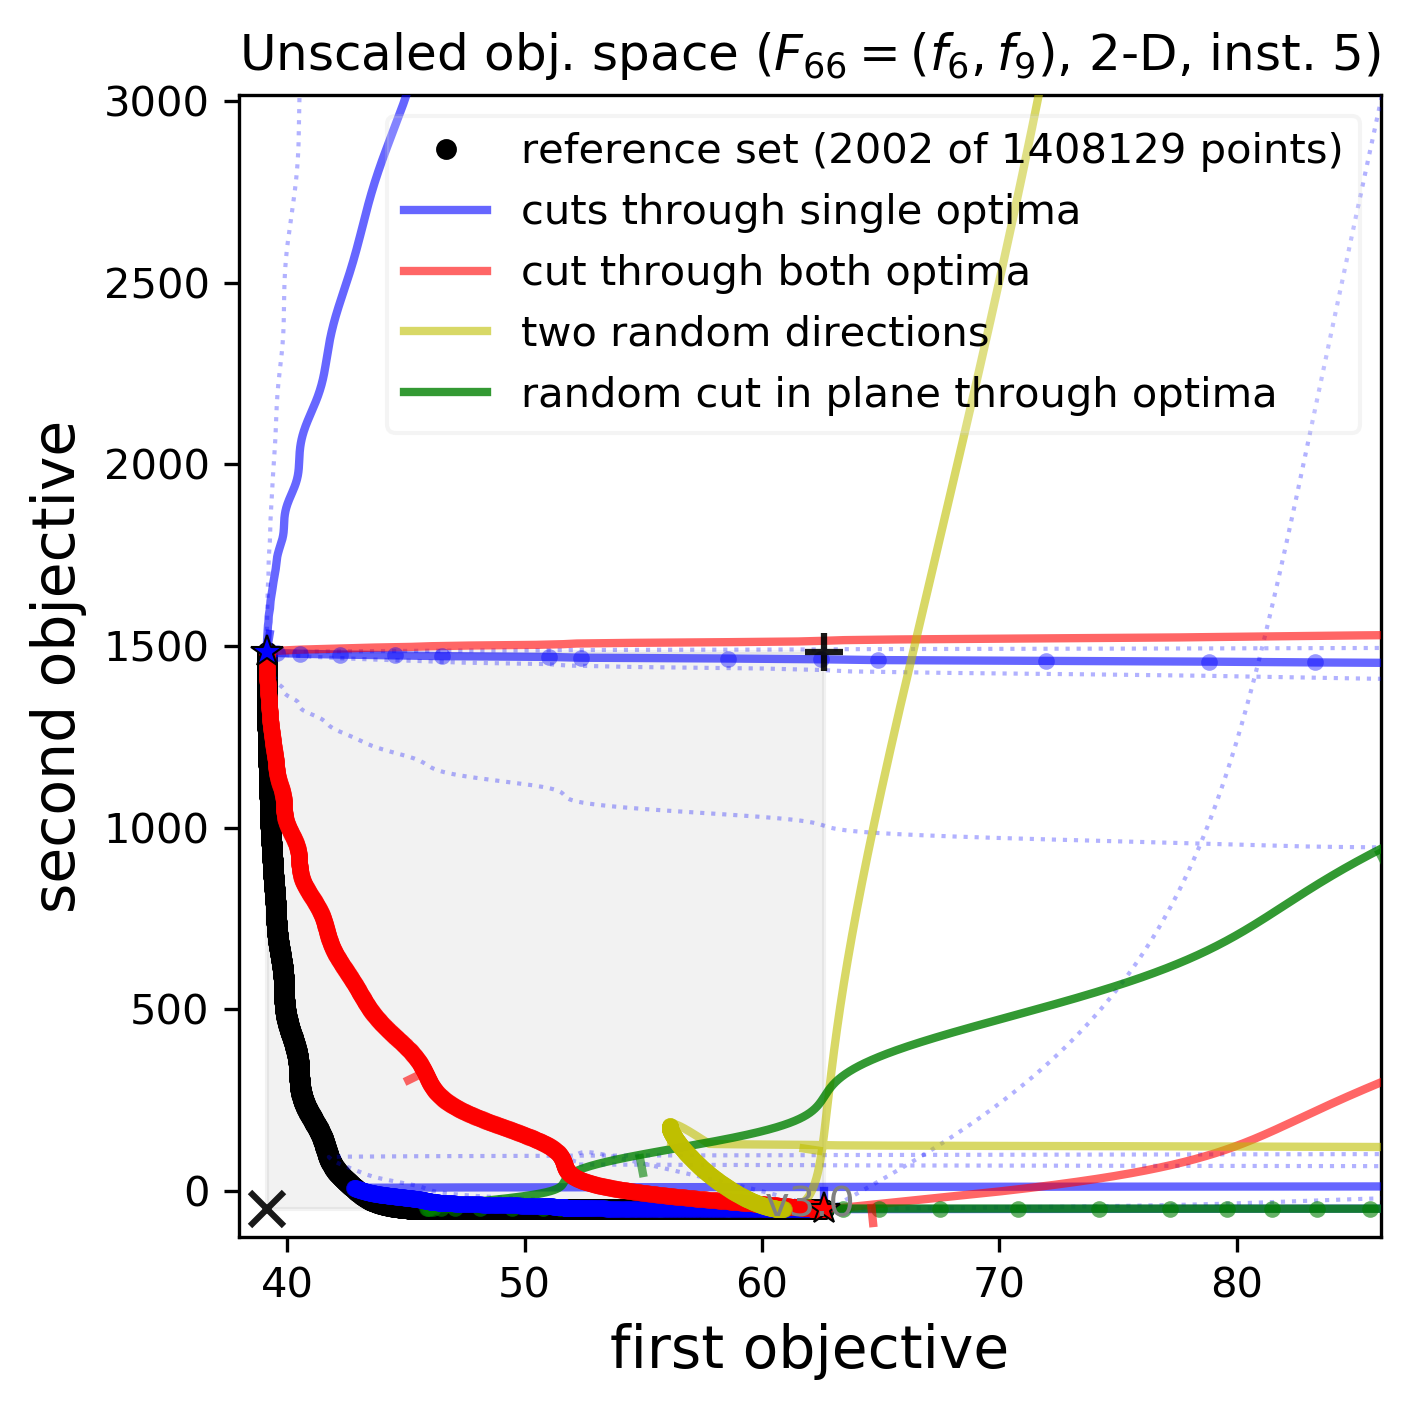 Unscaled obj. space (F₆₆ = (f₆, f₉), 2-D, inst. 5)
3000
2500
2000
1500
1000
500
0
second objective
reference set (2002 of 1408129 points)
cuts through single optima
cut through both optima
two random directions
random cut in plane through optima
v3.0
40 50 60 70 80
first objective